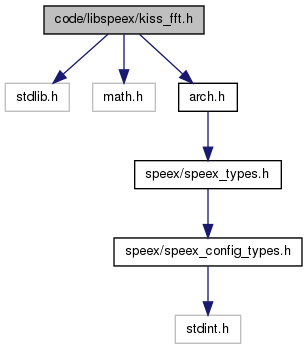 code/libspeex/kiss_fft.h
stdlib.h
math.h
arch.h
speex/speex_types.h
speex/speex_config_types.h
stdint.h